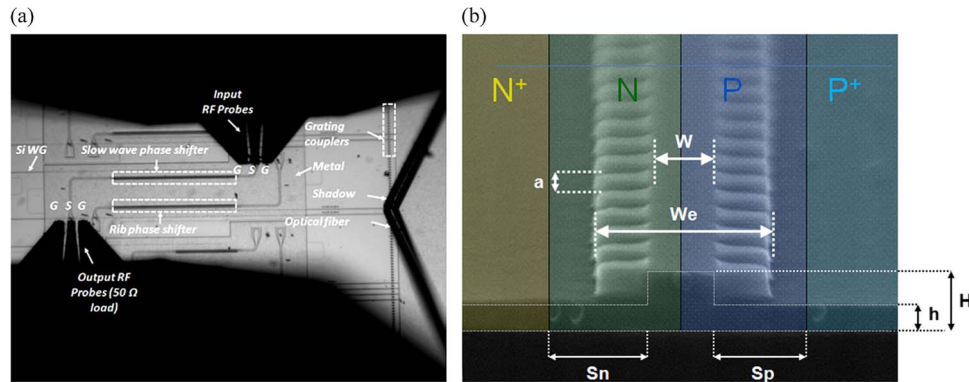 (a)
Input
RF Probes
Grating
couplers
Si WG
Slow wave phase shifter
G S G
Metal
Shadow
G S G
Rib phase shifter
Optical fiber
Output RF
Probes (50 Ω
load)
(b)
N+ N P P+
W
a
We
H
h
Sn Sp